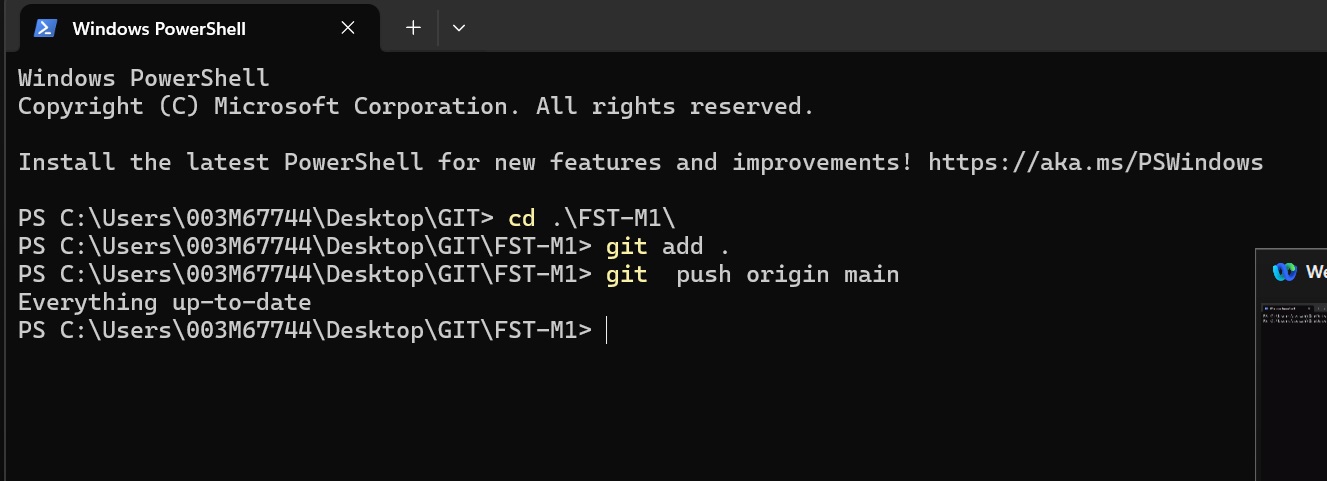 Windows PowerShell
Windows PowerShell
Copyright (C) Microsoft Corporation. All rights reserved.
Install the latest PowerShell for new features and improvements! https://aka.ms/PSWindows
PS C:\Users\003M67744\Desktop\GIT> cd .\FST-M1\
PS C:\Users\003M67744\Desktop\GIT\FST-M1> git add .
PS C:\Users\003M67744\Desktop\GIT\FST-M1> git  push origin main
Everything up-to-date
PS C:\Users\003M67744\Desktop\GIT\FST-M1>
We